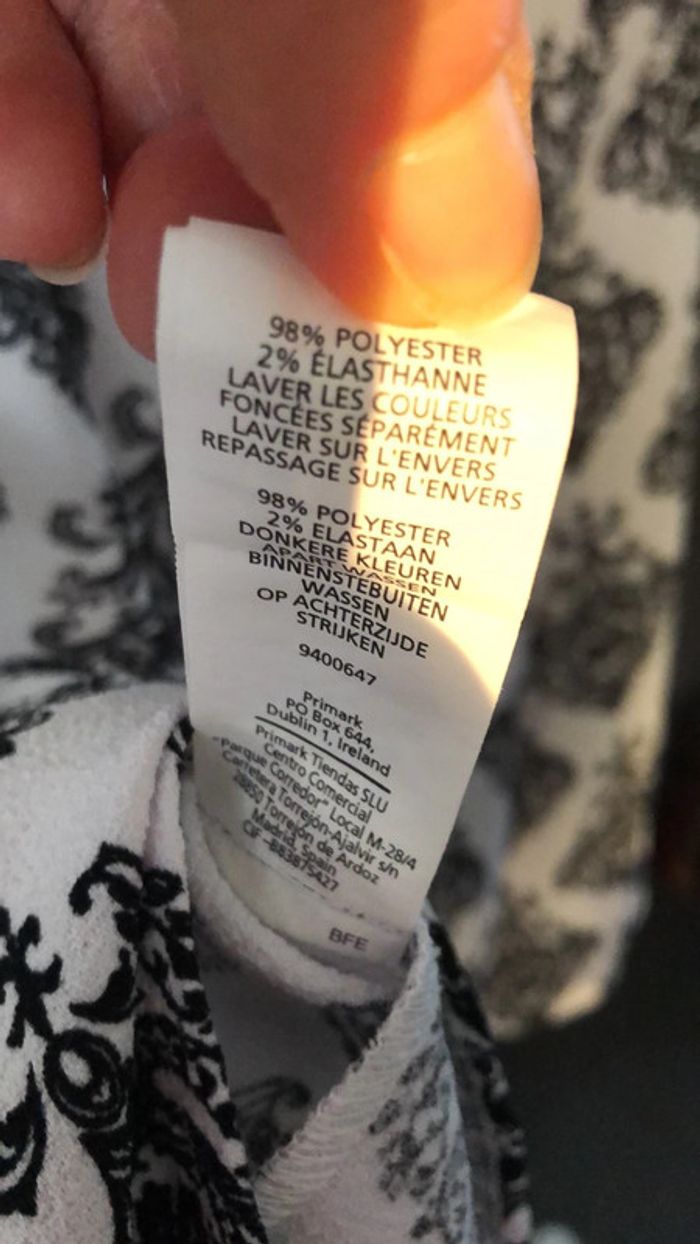 98% POLYESTER
2% ÉLASTHANNE
LAVER LES COULEURS
FONCÉES SÉPARÉMENT
LAVER SUR L'ENVERS
REPASSAGE SUR L'ENVERS
98% POLYESTER
2% ELASTAAN
DONKERE KLEUREN
APART WASSEN
BINNENSTEBUITEN
WASSEN
OP ACHTERZIJDE
STRIJKEN
9400647
Primark
PO Box 644,
Dublin 1, Ireland
Primark Tiendas SLU
Centro Comercial
"Parque Corredor" Local M-28/4
Carretera Torrejón-Ajalvir s/n
28850 Torrejón de Ardoz
Madrid, Spain
CIF -B83875427
BFE